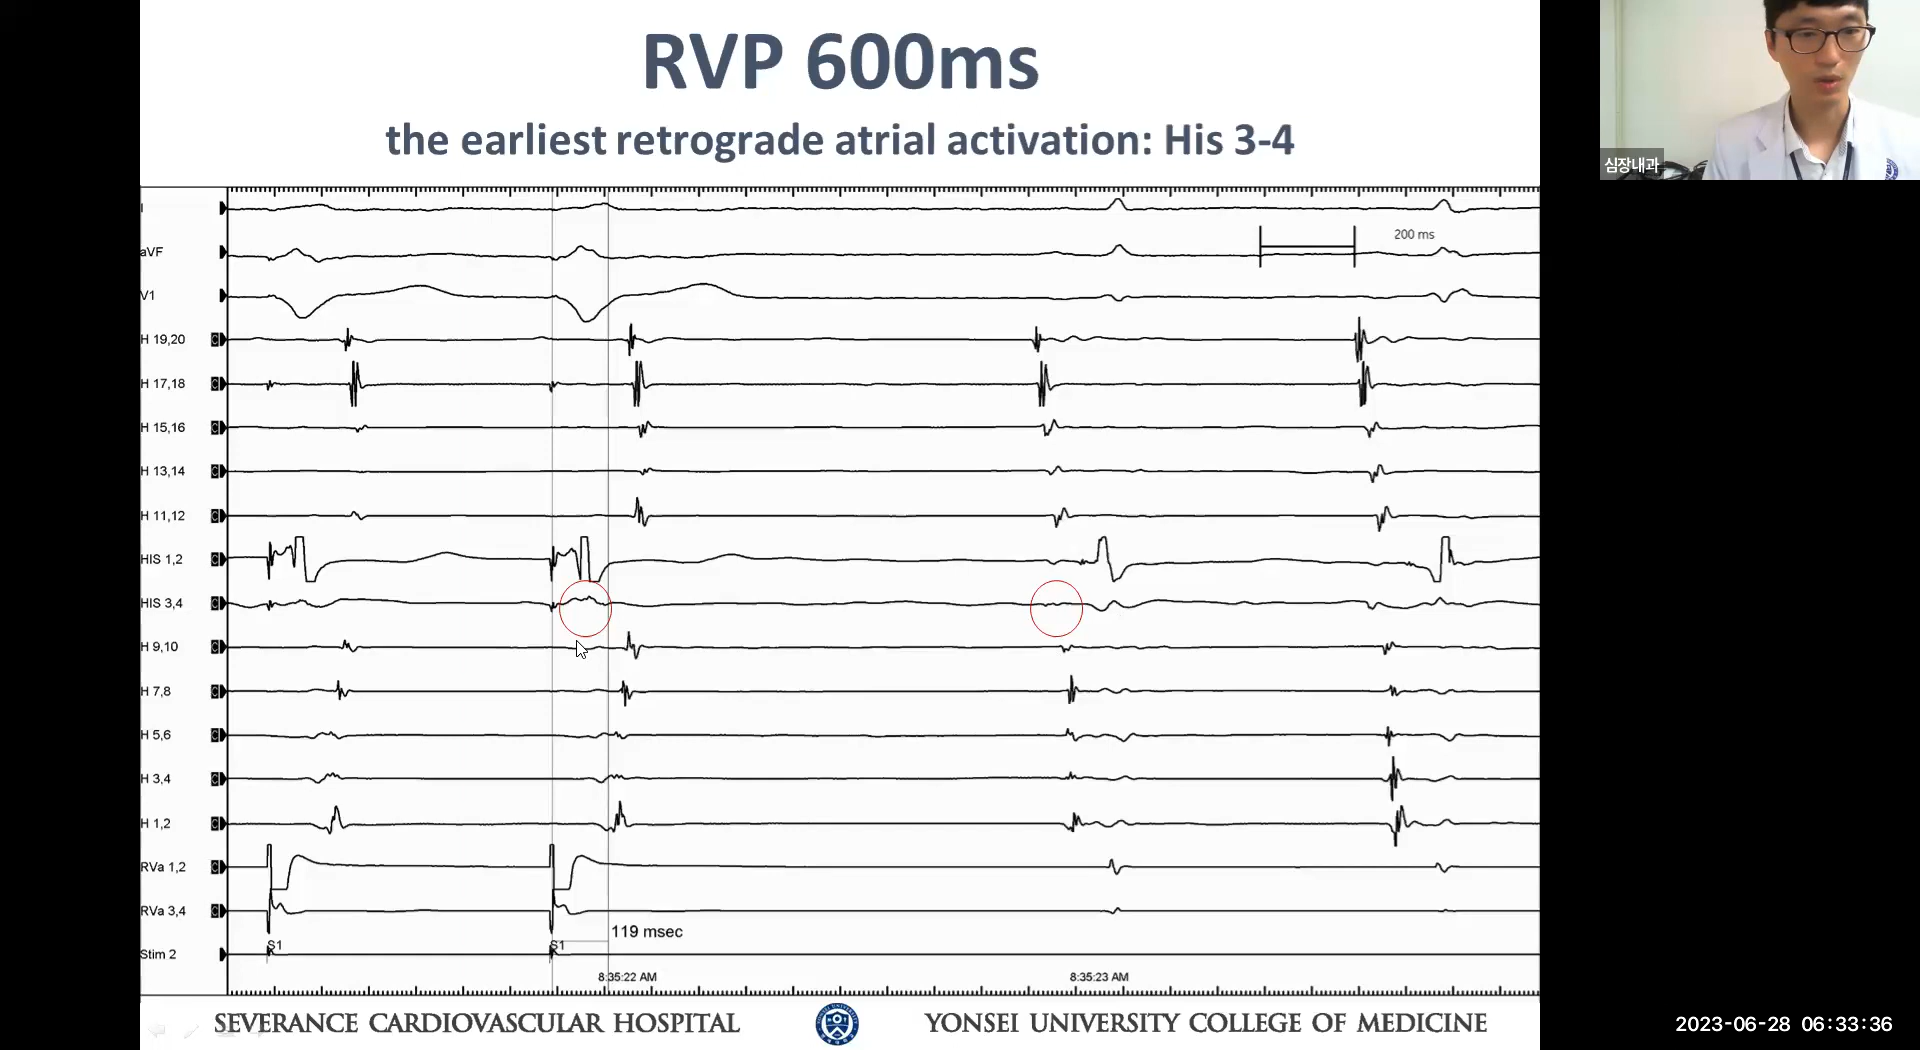 RVP 600ms
the earliest retrograde atrial activation: His 3-4
심장내과
I
aVF
200 ms
V1
H 19,20
H 17,18
H 15,16
H 13,14
H 11,12
HIS 1,2
HIS 3,4
H 9,10
H 7,8
H 5,6
H 3,4
H 1,2
RVa 1,2
RVa 3,4
119 msec
S1 S1
Stim 2
8:35:22 AM 8:35:23 AM
SEVERANCE CARDIOVASCULAR HOSPITAL YONSEI UNIVERSITY COLLEGE OF MEDICINE
2023-06-28 06:33:36